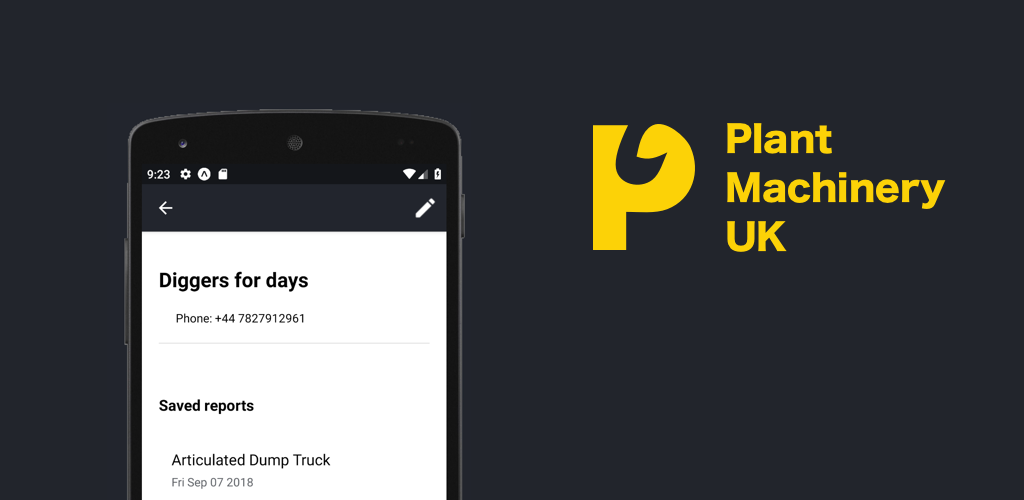 9:23
Diggers for days
Phone: +44 7827912961
Saved reports
Articulated Dump Truck
Fri Sep 07 2018
Plant
Machinery
UK